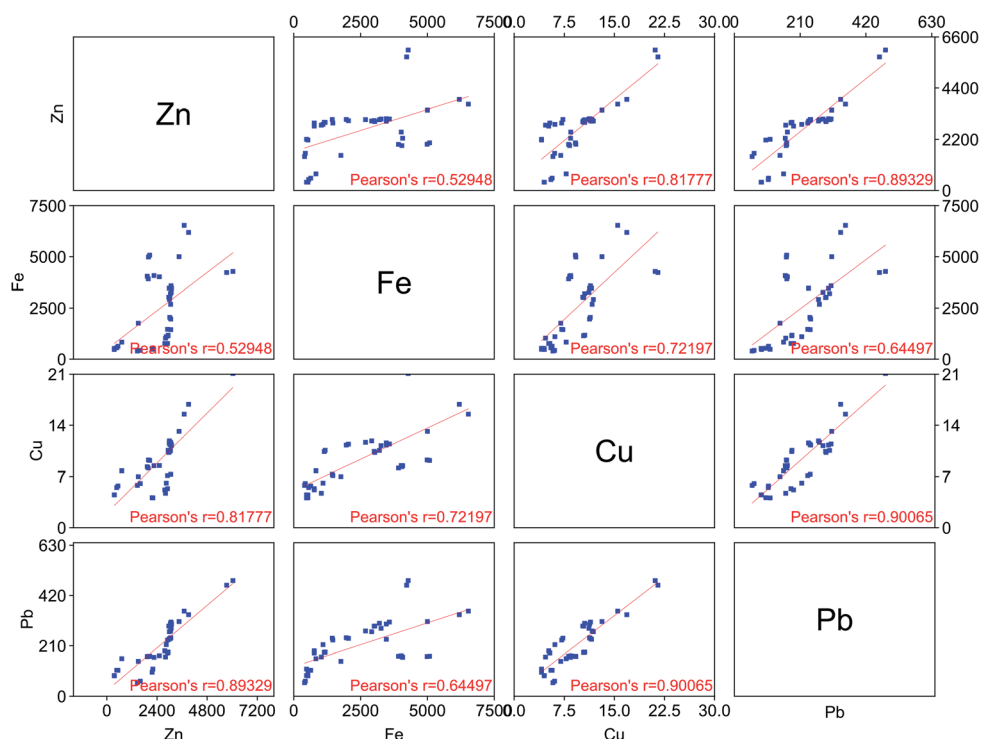 0 2500 5000 7500 0.0 7.5 15.0 22.5 30.0 210 420 630
Zn Zn Pearson's r=0.52948 Pearson's r=0.81777 Pearson's r=0.89329 6600 4400 2200 0
7500 5000 2500 0 Fe Pearson's r=0.52948 Fe Pearson's r=0.72197 Pearson's r=0.64497 7500 5000 2500 0
21 14 7 0 Cu Pearson's r=0.81777 Pearson's r=0.72197 Cu Pearson's r=0.90065 21 14 7 0
630 420 210 0 Pb Pearson's r=0.89329 Pearson's r=0.64497 Pearson's r=0.90065 Pb
0 2400 4800 7200 0 2500 5000 7500 0.0 7.5 15.0 22.5 30.0
Zn Fe Cu Pb